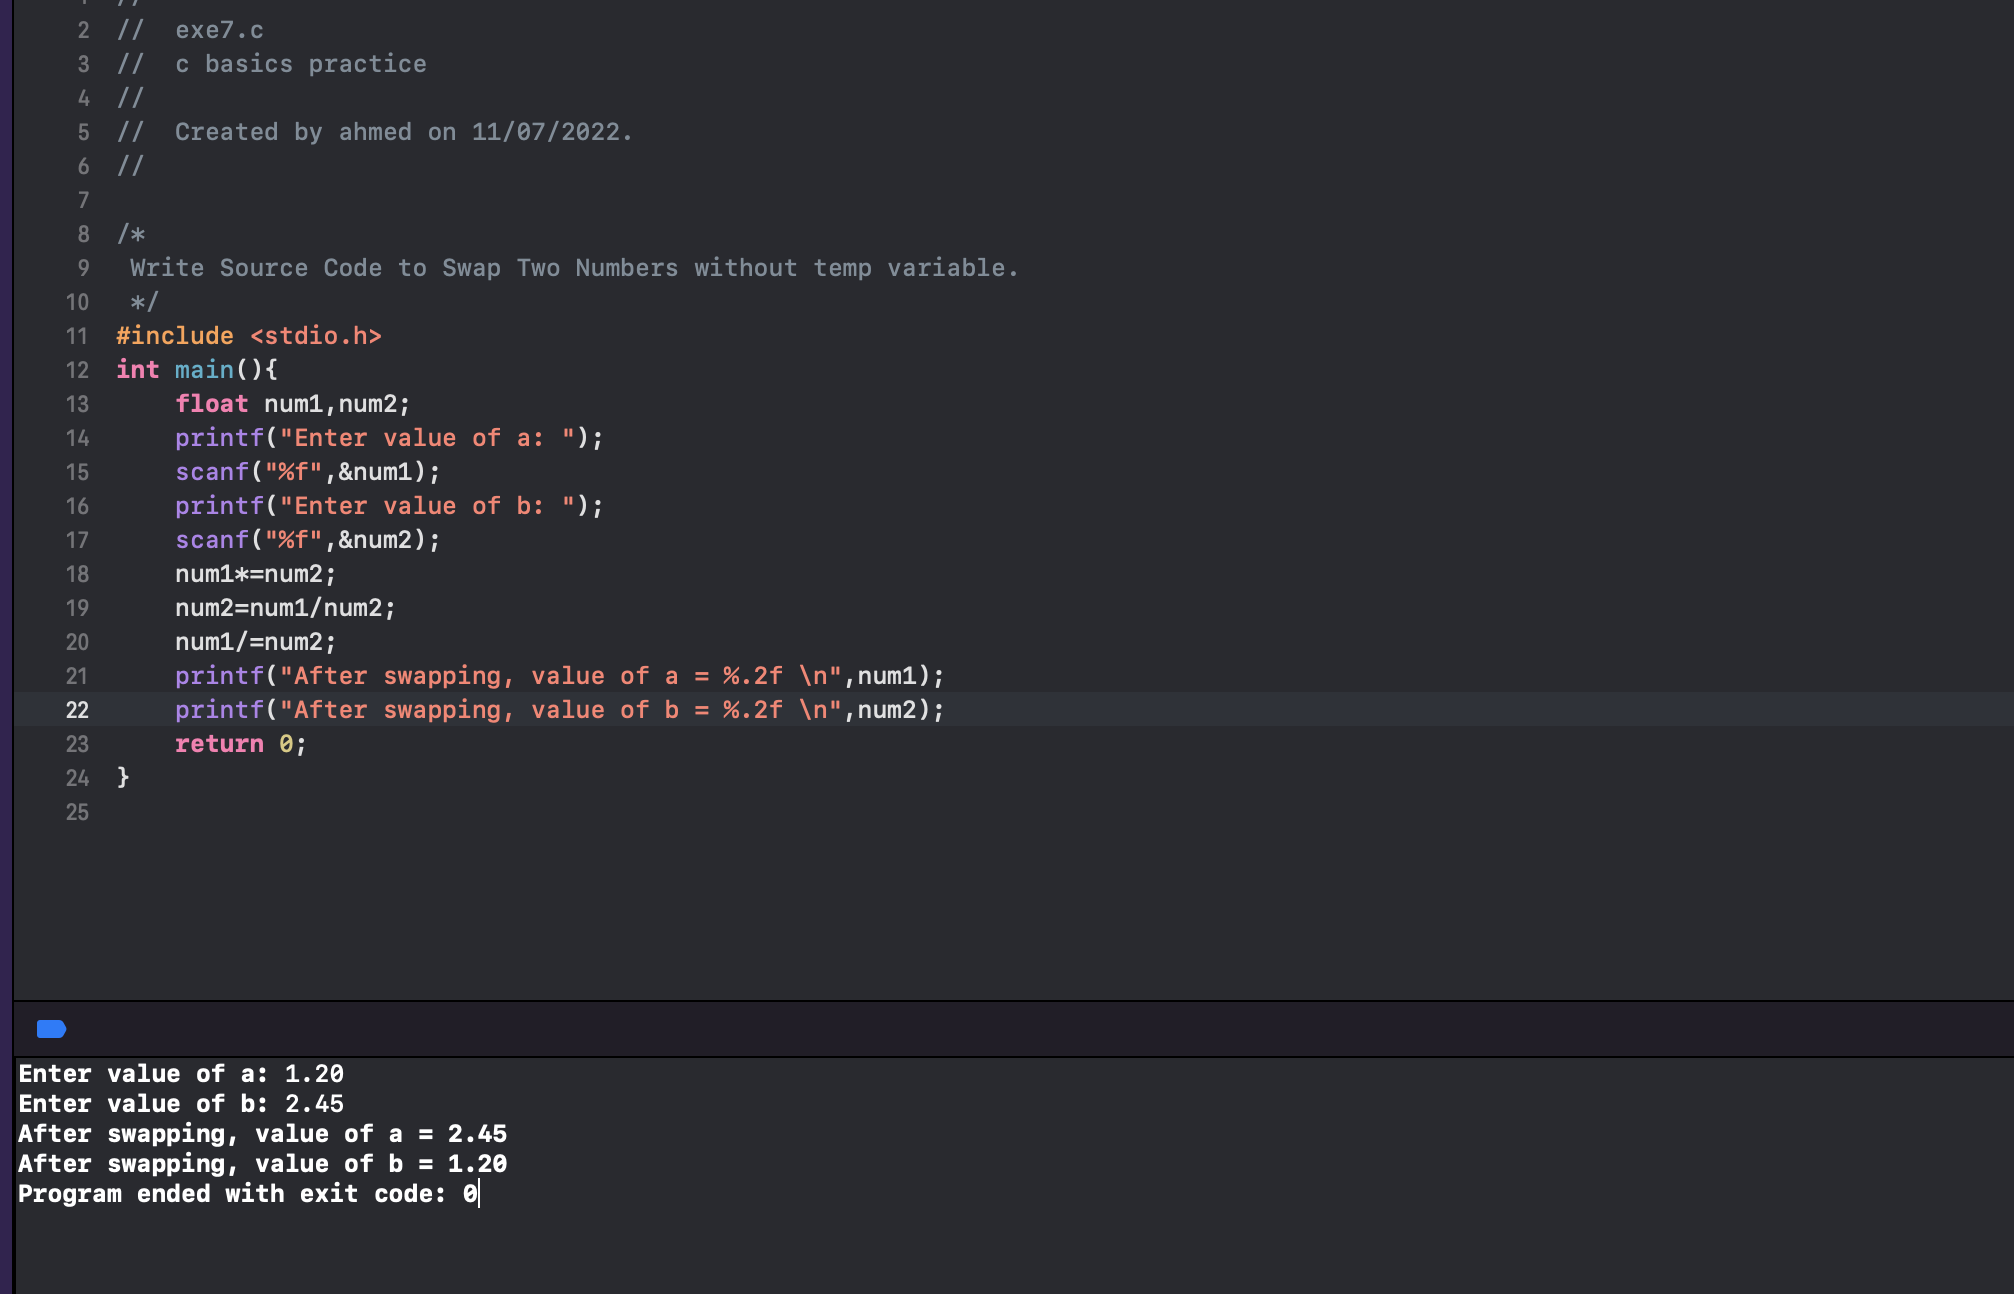 1 //
2 //  exe7.c
3 //  c basics practice
4 //
5 //  Created by ahmed on 11/07/2022.
6 //
7
8 /*
9  Write Source Code to Swap Two Numbers without temp variable.
10  */
11 #include <stdio.h>
12 int main(){
13     float num1,num2;
14     printf("Enter value of a: ");
15     scanf("%f",&num1);
16     printf("Enter value of b: ");
17     scanf("%f",&num2);
18     num1*=num2;
19     num2=num1/num2;
20     num1/=num2;
21     printf("After swapping, value of a = %.2f \n",num1);
22     printf("After swapping, value of b = %.2f \n",num2);
23     return 0;
24 }
25
Enter value of a: 1.20
Enter value of b: 2.45
After swapping, value of a = 2.45
After swapping, value of b = 1.20
Program ended with exit code: 0